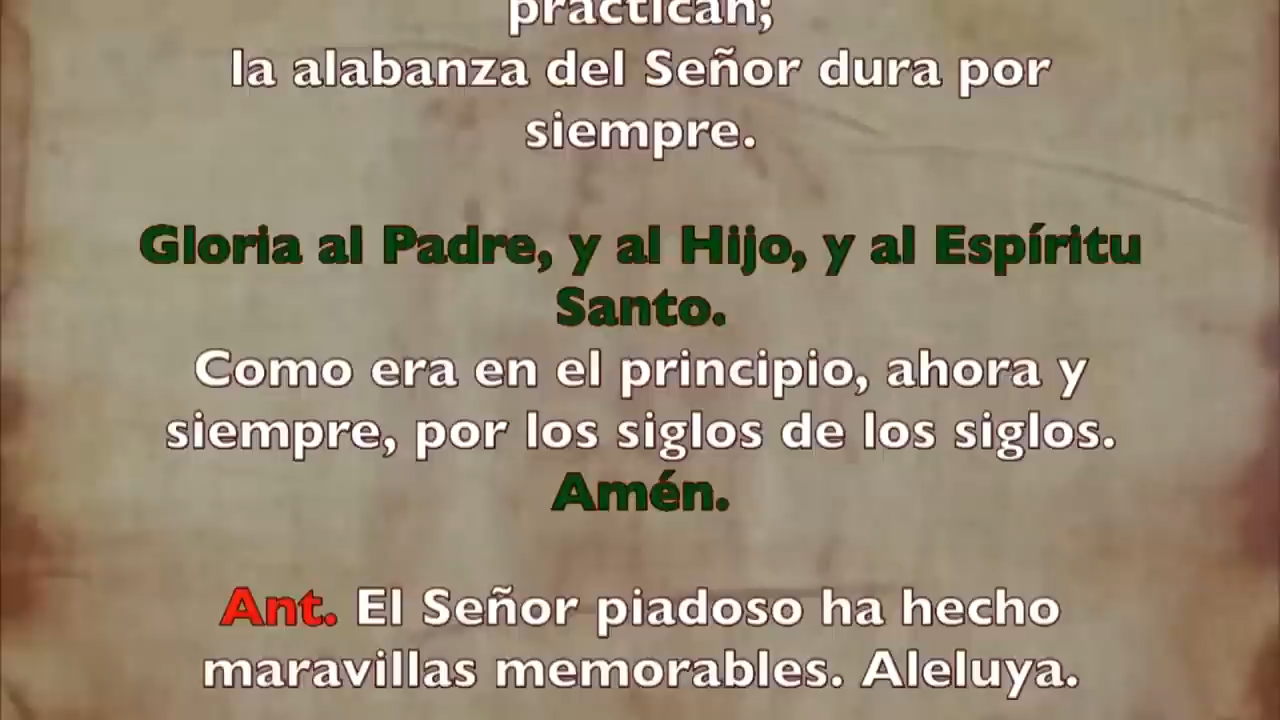 practican;
la alabanza del Señor dura por
siempre.
Gloria al Padre, y al Hijo, y al Espíritu
Santo.
Como era en el principio, ahora y
siempre, por los siglos de los siglos.
Amén.
Ant. El Señor piadoso ha hecho
maravillas memorables. Aleluya.